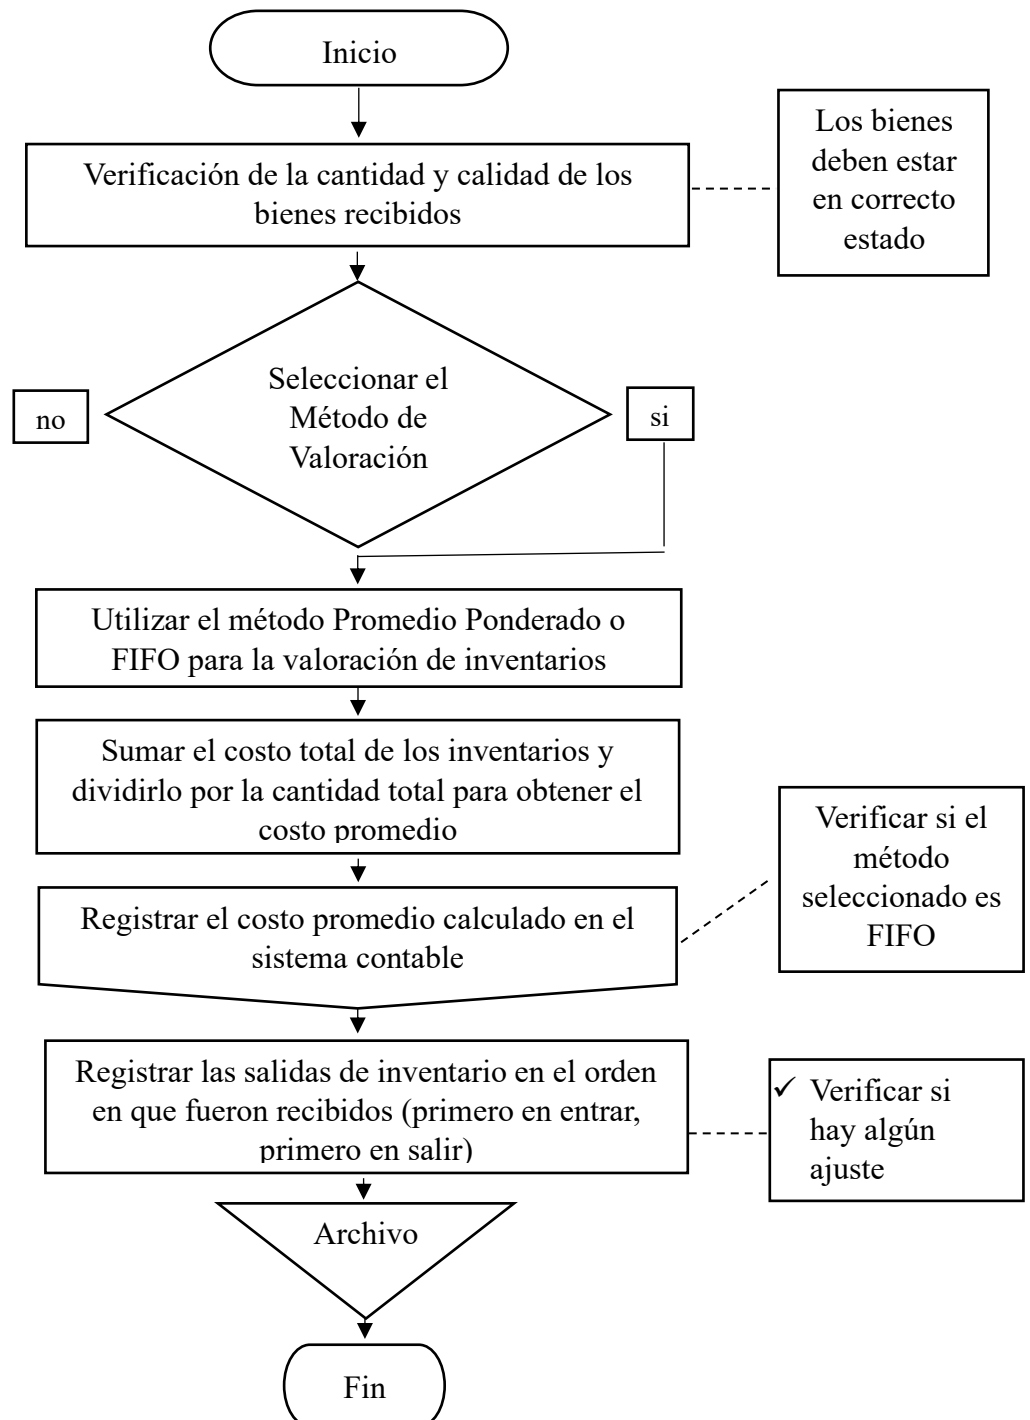 Inicio
Verificación de la cantidad y calidad de los
bienes recibidos
Los bienes
deben estar
en correcto
estado
Seleccionar el
Método de
Valoración
no
si
Utilizar el método Promedio Ponderado o
FIFO para la valoración de inventarios
Sumar el costo total de los inventarios y
dividirlo por la cantidad total para obtener el
costo promedio
Registrar el costo promedio calculado en el
sistema contable
Verificar si el
método
seleccionado es
FIFO
Registrar las salidas de inventario en el orden
en que fueron recibidos (primero en entrar,
primero en salir)
✓ Verificar si
hay algún
ajuste
Archivo
Fin